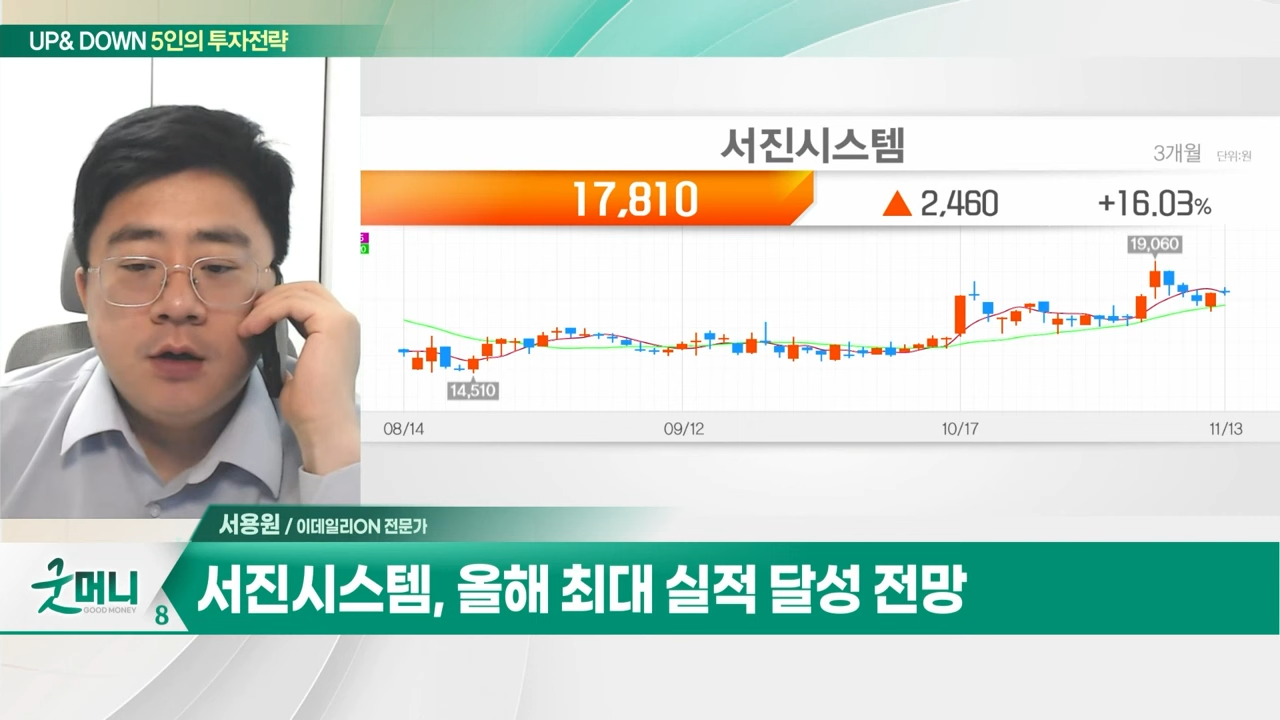 UP& DOWN 5인의 투자전략
서진시스템
3개월 단위:원
17,810 ▲ 2,460 +16.03%
19,060
14,510
08/14 09/12 10/17 11/13
서용원 / 이데일리ON 전문가
굿머니
GOOD MONEY
8
서진시스템, 올해 최대 실적 달성 전망